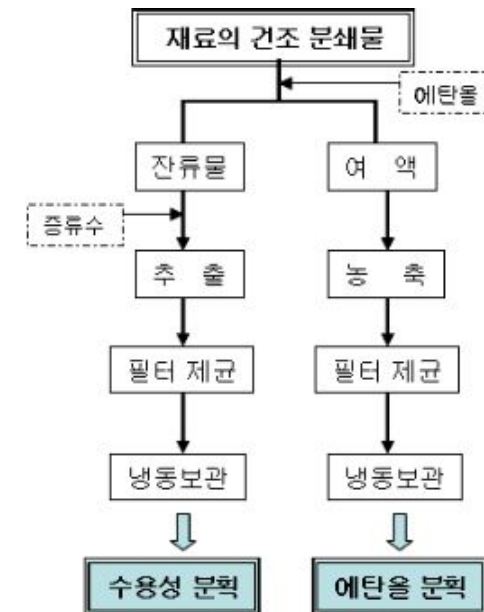 재료의 건조 분쇄물
에탄올
잔류물
여 액
증류수
추 출
농 축
필터 제균
필터 제균
냉동보관
냉동보관
수용성 분획
에탄올 분획